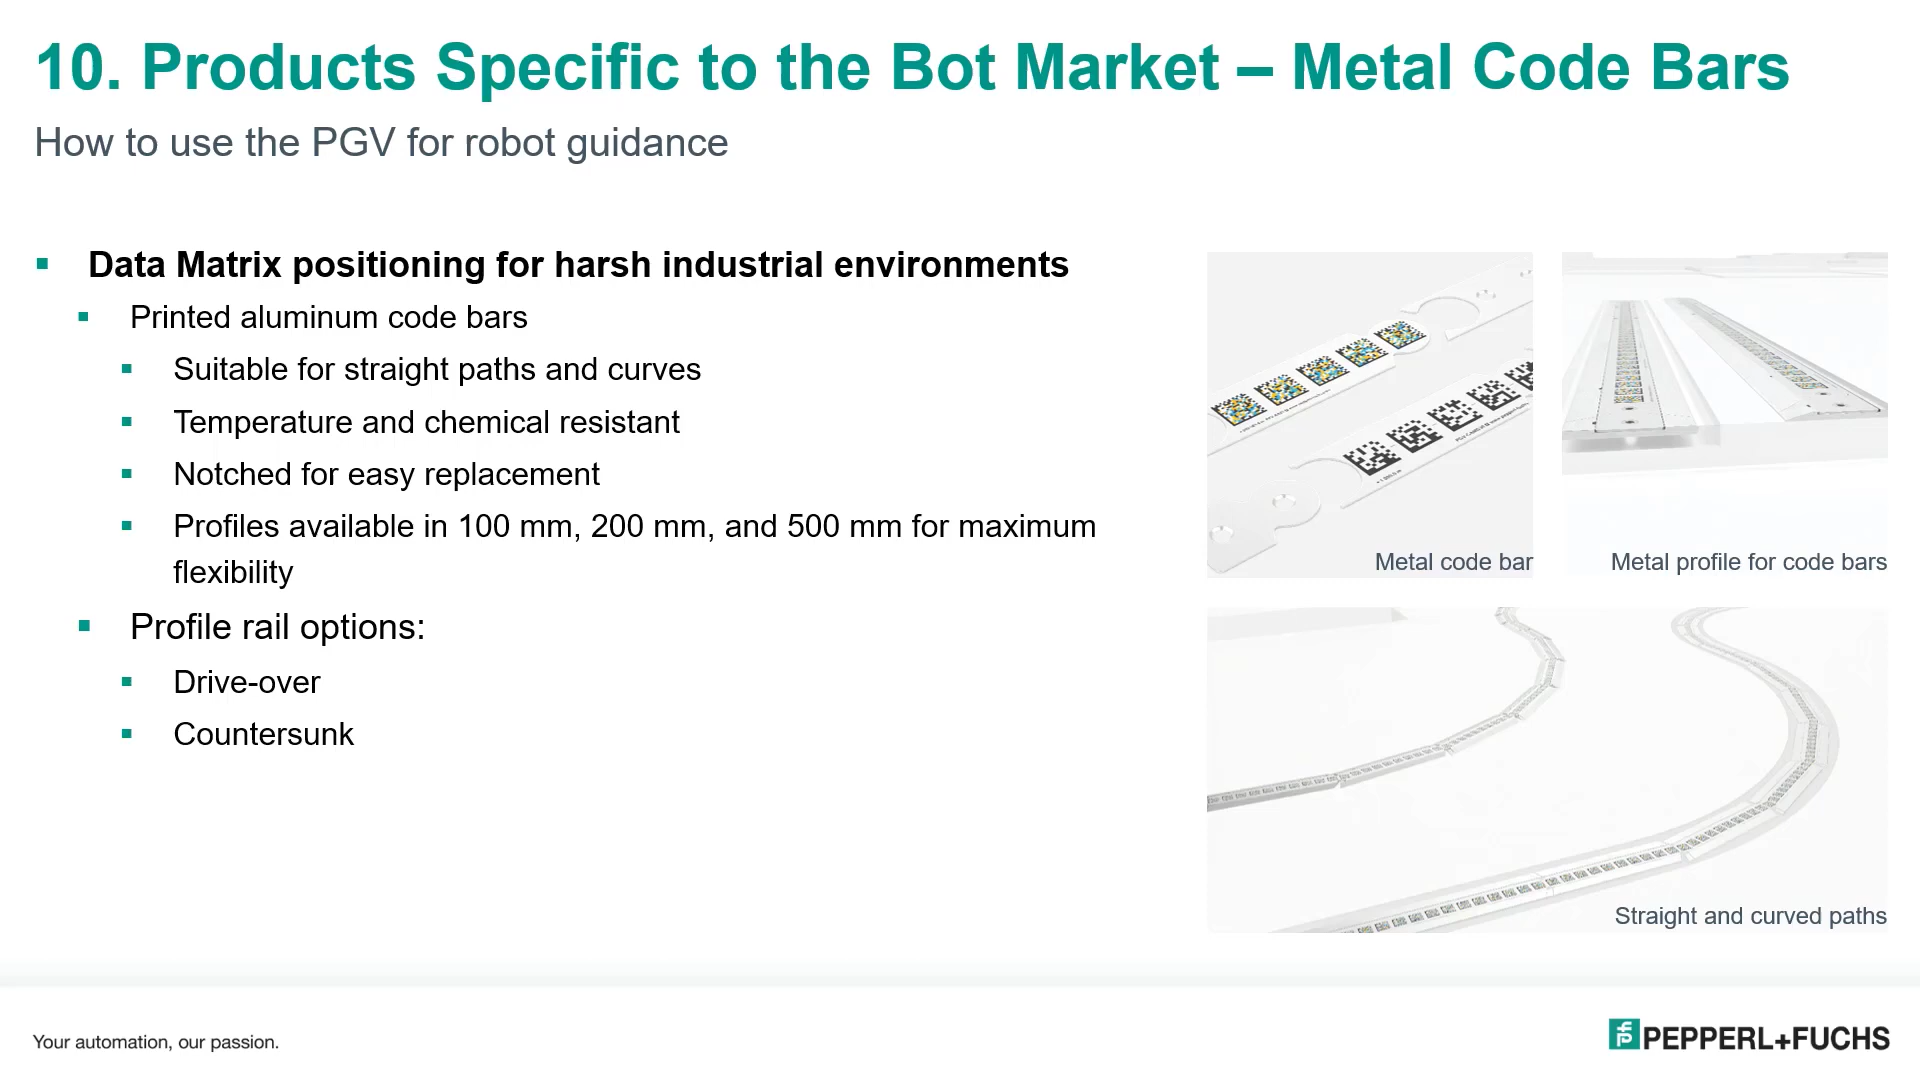 10. Products Specific to the Bot Market – Metal Code Bars
How to use the PGV for robot guidance
Data Matrix positioning for harsh industrial environments
Printed aluminum code bars
Suitable for straight paths and curves
Temperature and chemical resistant
Notched for easy replacement
Profiles available in 100 mm, 200 mm, and 500 mm for maximum
flexibility
Profile rail options:
Drive-over
Countersunk
Metal code bar
Metal profile for code bars
Straight and curved paths
Your automation, our passion.
PEPPERL+FUCHS